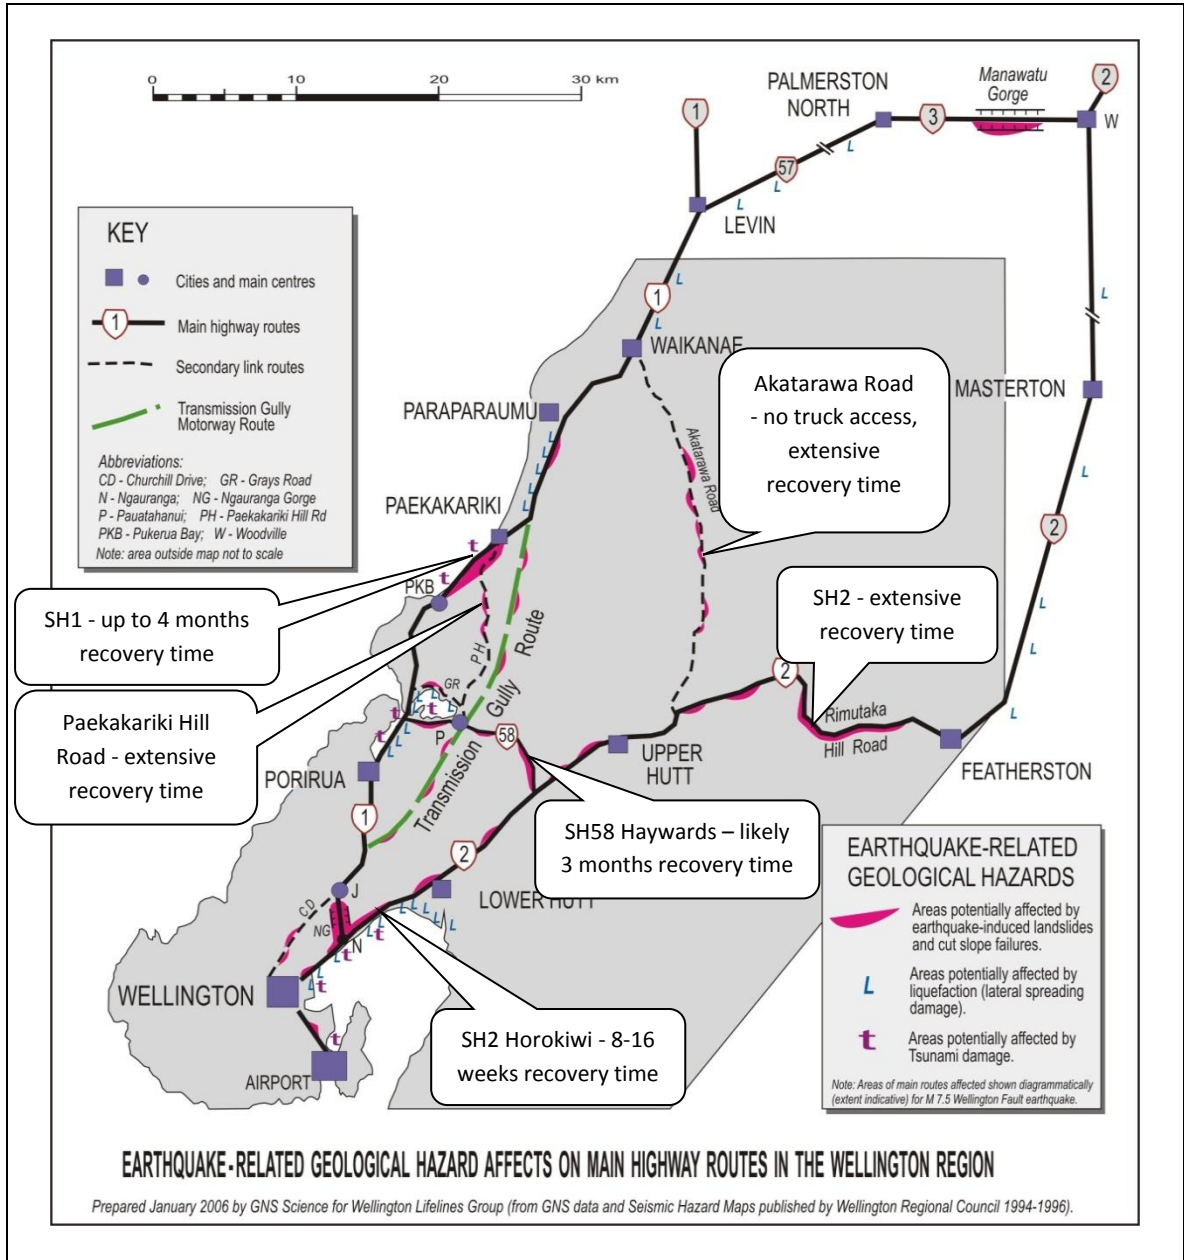 0
10
20
30 km
PALMERSTON
NORTH
Manawatu
Gorge
2
1
3
W
57
L
L
L
LEVIN
KEY
Cities and main centres
1
Main highway routes
Secondary link routes
Transmission Gully
Motorway Route
Abbreviations:
CD - Churchill Drive; GR - Grays Road
N - Ngauranga; NG - Ngauranga Gorge
P - Pauatahanui; PH - Paekakariki Hill Rd
PKB - Pukerua Bay; W - Woodville
Note: area outside map not to scale
L
1
L
L
WAIKANAE
Akatarawa Road
- no truck access,
extensive
recovery time
MASTERTON
PARAPARAUMU
L
L
L
L
L
Akatarawa Road
L
PAEKAKARIKI
2
t
t
PKB
SH1 - up to 4 months
recovery time
SH2 - extensive
recovery time
L
L
L
Paekakariki Hill
Road - extensive
recovery time
PH
GR
L
L
L
L
t
t
t
L
L
L
P
58
Transmission
Gully
Route
2
Rimutaka
Hill Road
UPPER
HUTT
FEATHERSTON
PORIRUA
1
2
SH58 Haywards – likely
3 months recovery time
J
CD
NG
N
LOWER HUTT
L
L
L
L
L
L
L
t
t
L
L
L
t
WELLINGTON
t
AIRPORT
SH2 Horokiwi - 8-16
weeks recovery time
EARTHQUAKE-RELATED
GEOLOGICAL HAZARDS
Areas potentially affected by
earthquake-induced landslides
and cut slope failures.
L
Areas potentially affected by
liquefaction (lateral spreading
damage).
t
Areas potentially affected by
Tsunami damage.
Note: Areas of main routes affected shown diagrammatically
(extent indicative) for M 7.5 Wellington Fault earthquake.
EARTHQUAKE-RELATED GEOLOGICAL HAZARD AFFECTS ON MAIN HIGHWAY ROUTES IN THE WELLINGTON REGION
Prepared January 2006 by GNS Science for Wellington Lifelines Group (from GNS data and Seismic Hazard Maps published by Wellington Regional Council 1994-1996).